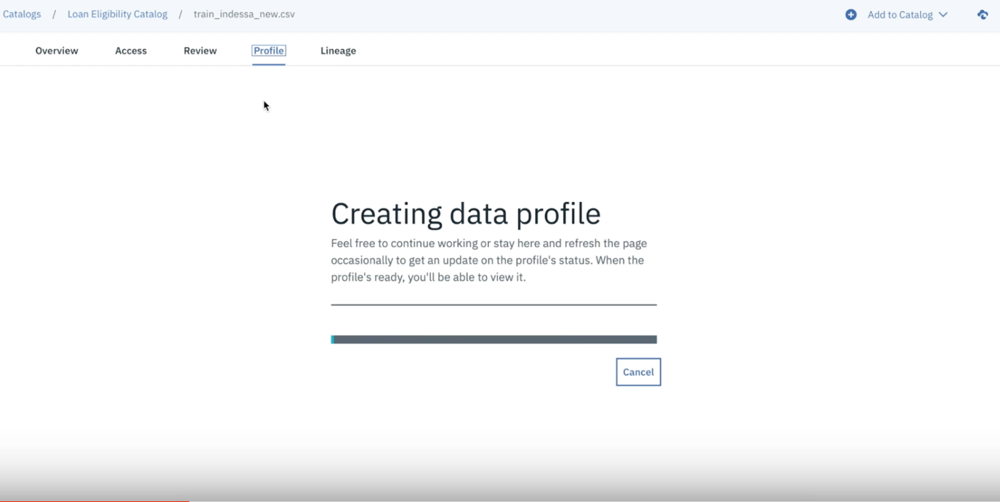 Catalogs / Loan Eligibility Catalog / train_indessa_new.csv
Add to Catalog
Overview Access Review Profile Lineage
Creating data profile
Feel free to continue working or stay here and refresh the page
occasionally to get an update on the profile's status. When the
profile's ready, you'll be able to view it.
Cancel